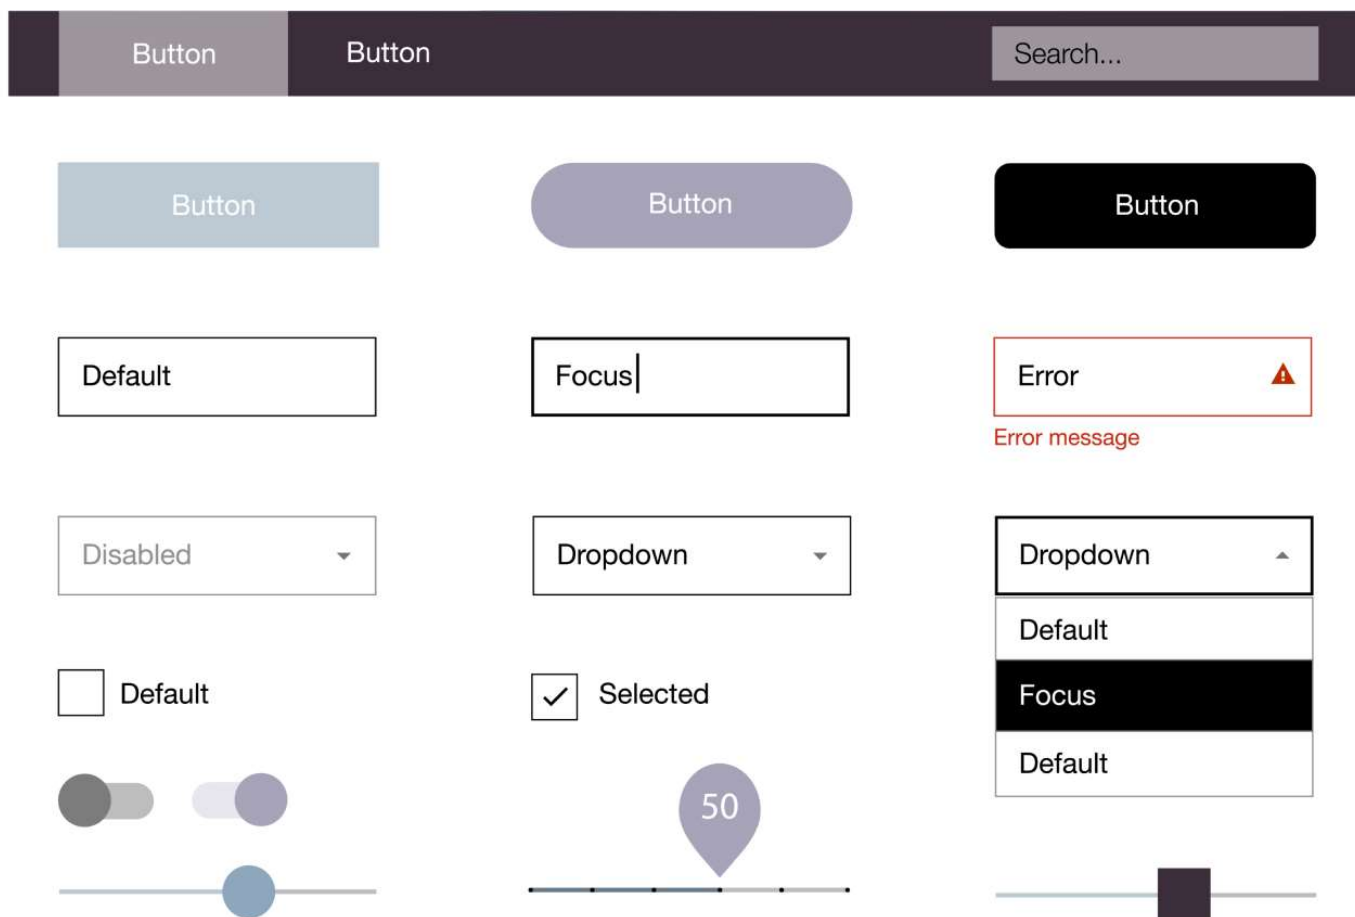 Button
Button
Search...
Button
Button
Button
Default
Focus
Error
Error message
Disabled
Dropdown
Dropdown
Default
Default
Selected
Focus
Default
50